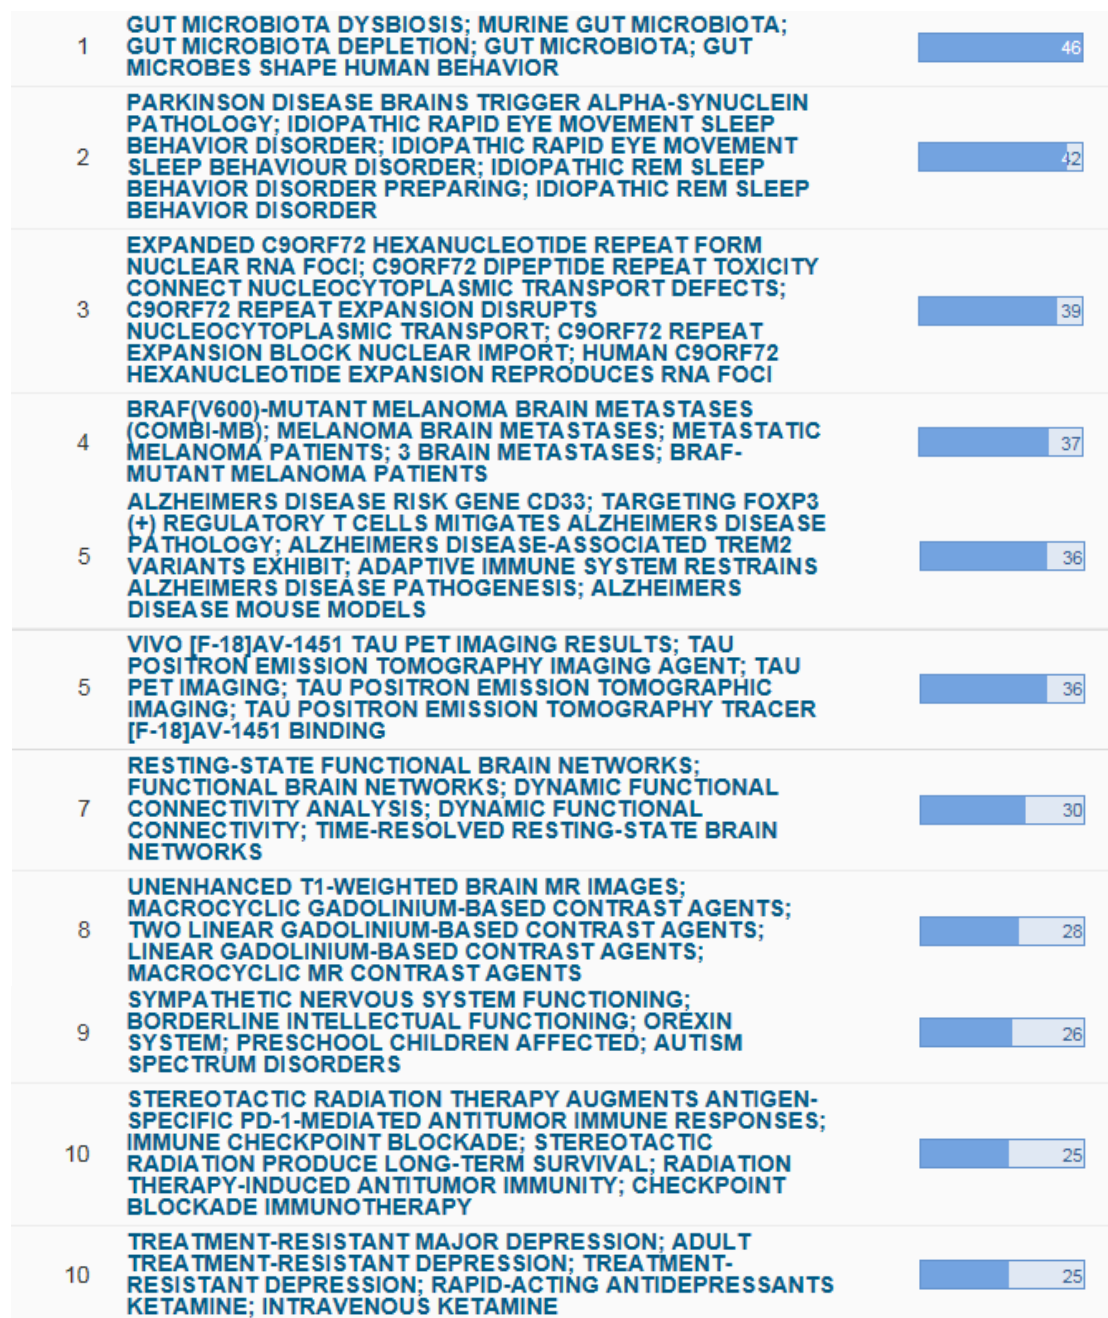 GUT MICROBIOTA DYSBIOSIS; MURINE GUT MICROBIOTA;
1 GUT MICROBIOTA DEPLETION; GUT MICROBIOTA; GUT 46
MICROBES SHAPE HUMAN BEHAVIOR
PARKINSON DISEASE BRAINS TRIGGER ALPHA-SYNUCLEIN
PATHOLOGY; IDIOPATHIC RAPID EYE MOVEMENT SLEEP
BEHAVIOR DISORDER; IDIOPATHIC RAPID EYE MOVEMENT
2 SLEEP BEHAVIOUR DISORDER; IDIOPATHIC REM SLEEP 42
BEHAVIOR DISORDER PREPARING; IDIOPATHIC REM SLEEP
BEHAVIOR DISORDER
EXPANDED C9ORF72 HEXANUCLEOTIDE REPEAT FORM
NUCLEAR RNA FOCI; C9ORF72 DIPEPTIDE REPEAT TOXICITY
CONNECT NUCLEOCYTOPLASMIC TRANSPORT DEFECTS;
3 C9ORF72 REPEAT EXPANSION DISRUPTS 39
NUCLEOCYTOPLASMIC TRANSPORT; C9ORF72 REPEAT
EXPANSION BLOCK NUCLEAR IMPORT; HUMAN C9ORF72
HEXANUCLEOTIDE EXPANSION REPRODUCES RNA FOCI
BRAF(V600)-MUTANT MELANOMA BRAIN METASTASES
(COMBI-MB); MELANOMA BRAIN METASTASES; METASTATIC
4 MELANOMA PATIENTS; 3 BRAIN METASTASES; BRAF- 37
MUTANT MELANOMA PATIENTS
ALZHEIMERS DISEASE RISK GENE CD33; TARGETING FOXP3
(+) REGULATORY T CELLS MITIGATES ALZHEIMERS DISEASE
PATHOLOGY; ALZHEIMERS DISEASE-ASSOCIATED TREM2
5 VARIANTS EXHIBIT; ADAPTIVE IMMUNE SYSTEM RESTRAINS 36
ALZHEIMERS DISEASE PATHOGENESIS; ALZHEIMERS
DISEASE MOUSE MODELS
VIVO [F-18]AV-1451 TAU PET IMAGING RESULTS; TAU
POSITRON EMISSION TOMOGRAPHY IMAGING AGENT; TAU
5 PET IMAGING; TAU POSITRON EMISSION TOMOGRAPHIC 36
IMAGING; TAU POSITRON EMISSION TOMOGRAPHY TRACER
[F-18]AV-1451 BINDING
RESTING-STATE FUNCTIONAL BRAIN NETWORKS;
FUNCTIONAL BRAIN NETWORKS; DYNAMIC FUNCTIONAL
7 CONNECTIVITY ANALYSIS; DYNAMIC FUNCTIONAL 30
CONNECTIVITY; TIME-RESOLVED RESTING-STATE BRAIN
NETWORKS
UNENHANCED T1-WEIGHTED BRAIN MR IMAGES;
MACROCYCLIC GADOLINIUM-BASED CONTRAST AGENTS;
8 TWO LINEAR GADOLINIUM-BASED CONTRAST AGENTS; 28
LINEAR GADOLINIUM-BASED CONTRAST AGENTS;
MACROCYCLIC MR CONTRAST AGENTS
SYMPATHETIC NERVOUS SYSTEM FUNCTIONING;
BORDERLINE INTELLECTUAL FUNCTIONING; OREXIN
9 SYSTEM; PRESCHOOL CHILDREN AFFECTED; AUTISM 26
SPECTRUM DISORDERS
STEREOTACTIC RADIATION THERAPY AUGMENTS ANTIGEN-
SPECIFIC PD-1-MEDIATED ANTITUMOR IMMUNE RESPONSES;
IMMUNE CHECKPOINT BLOCKADE; STEREOTACTIC
10 RADIATION PRODUCE LONG-TERM SURVIVAL; RADIATION 25
THERAPY-INDUCED ANTITUMOR IMMUNITY; CHECKPOINT
BLOCKADE IMMUNOTHERAPY
TREATMENT-RESISTANT MAJOR DEPRESSION; ADULT
TREATMENT-RESISTANT DEPRESSION; TREATMENT-
10 RESISTANT DEPRESSION; RAPID-ACTING ANTIDEPRESSANTS 25
KETAMINE; INTRAVENOUS KETAMINE